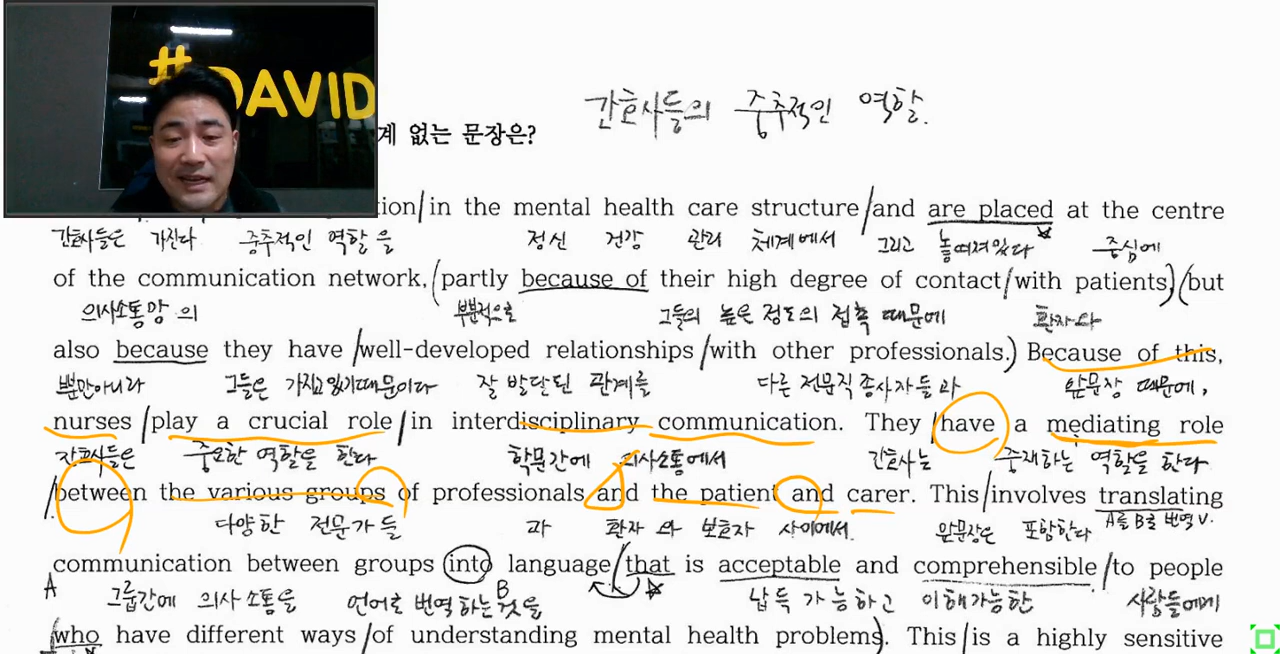 #DAVID
간호사들의 중추적인 역할.
계 없는 문장은?
in the mental health care structure/and are placed at the centre
간호사들은 가진다 중추적인 역할을 정신 건강 관리 체계에서 그리고 놓여져있다 중심에
of the communication network, (partly because of their high degree of contact/with patients) (but
의사소통망의 부분적으로 그들의 높은 정도의 접촉 때문에 환자와
also because they have /well-developed relationships /with other professionals.) Because of this,
뿐만아니라 그들은 가지고있기때문이다 잘 발달된 관계를 다른 전문직종사자들과 앞문장 때문에,
nurses /play a crucial role /in interdisciplinary communication. They /have a mediating role
간호사들은 중요한 역할을 한다 학문간에 의사소통에서 간호사는 중재하는 역할을 한다
/between the various groups of professionals and the patient and carer. This /involves translating
다양한 전문가들 과 환자 와 보호자 사이에서. 앞문장은 포함한다 A를 B로 번역 V.
communication between groups into language /that is acceptable and comprehensible /to people
A 그룹간에 의사소통을 언어로 번역하는 것을 B 납득 가능하고 이해가능한 사람들에게
who have different ways /of understanding mental health problems). This /is a highly sensitive